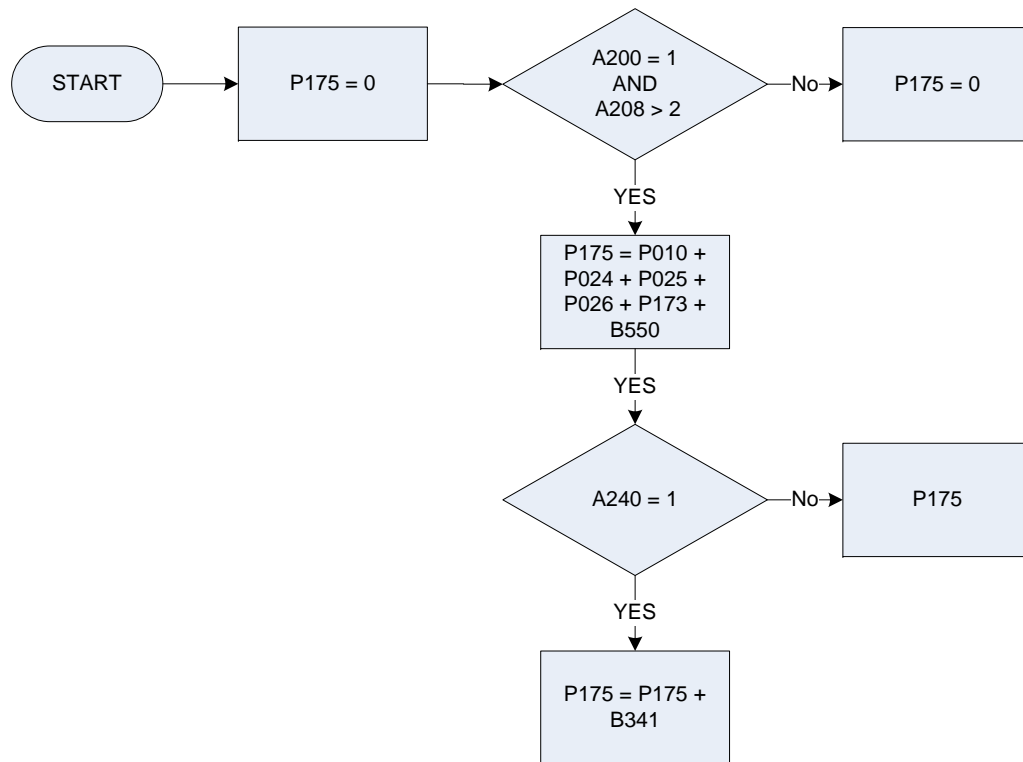 START
P175 = 0
A200 = 1
AND
A208 > 2
No
P175 = 0
YES
P175 = P010 +
P024 + P025 +
P026 + P173 +
B550
YES
A240 = 1
No
P175
YES
P175 = P175 +
B341